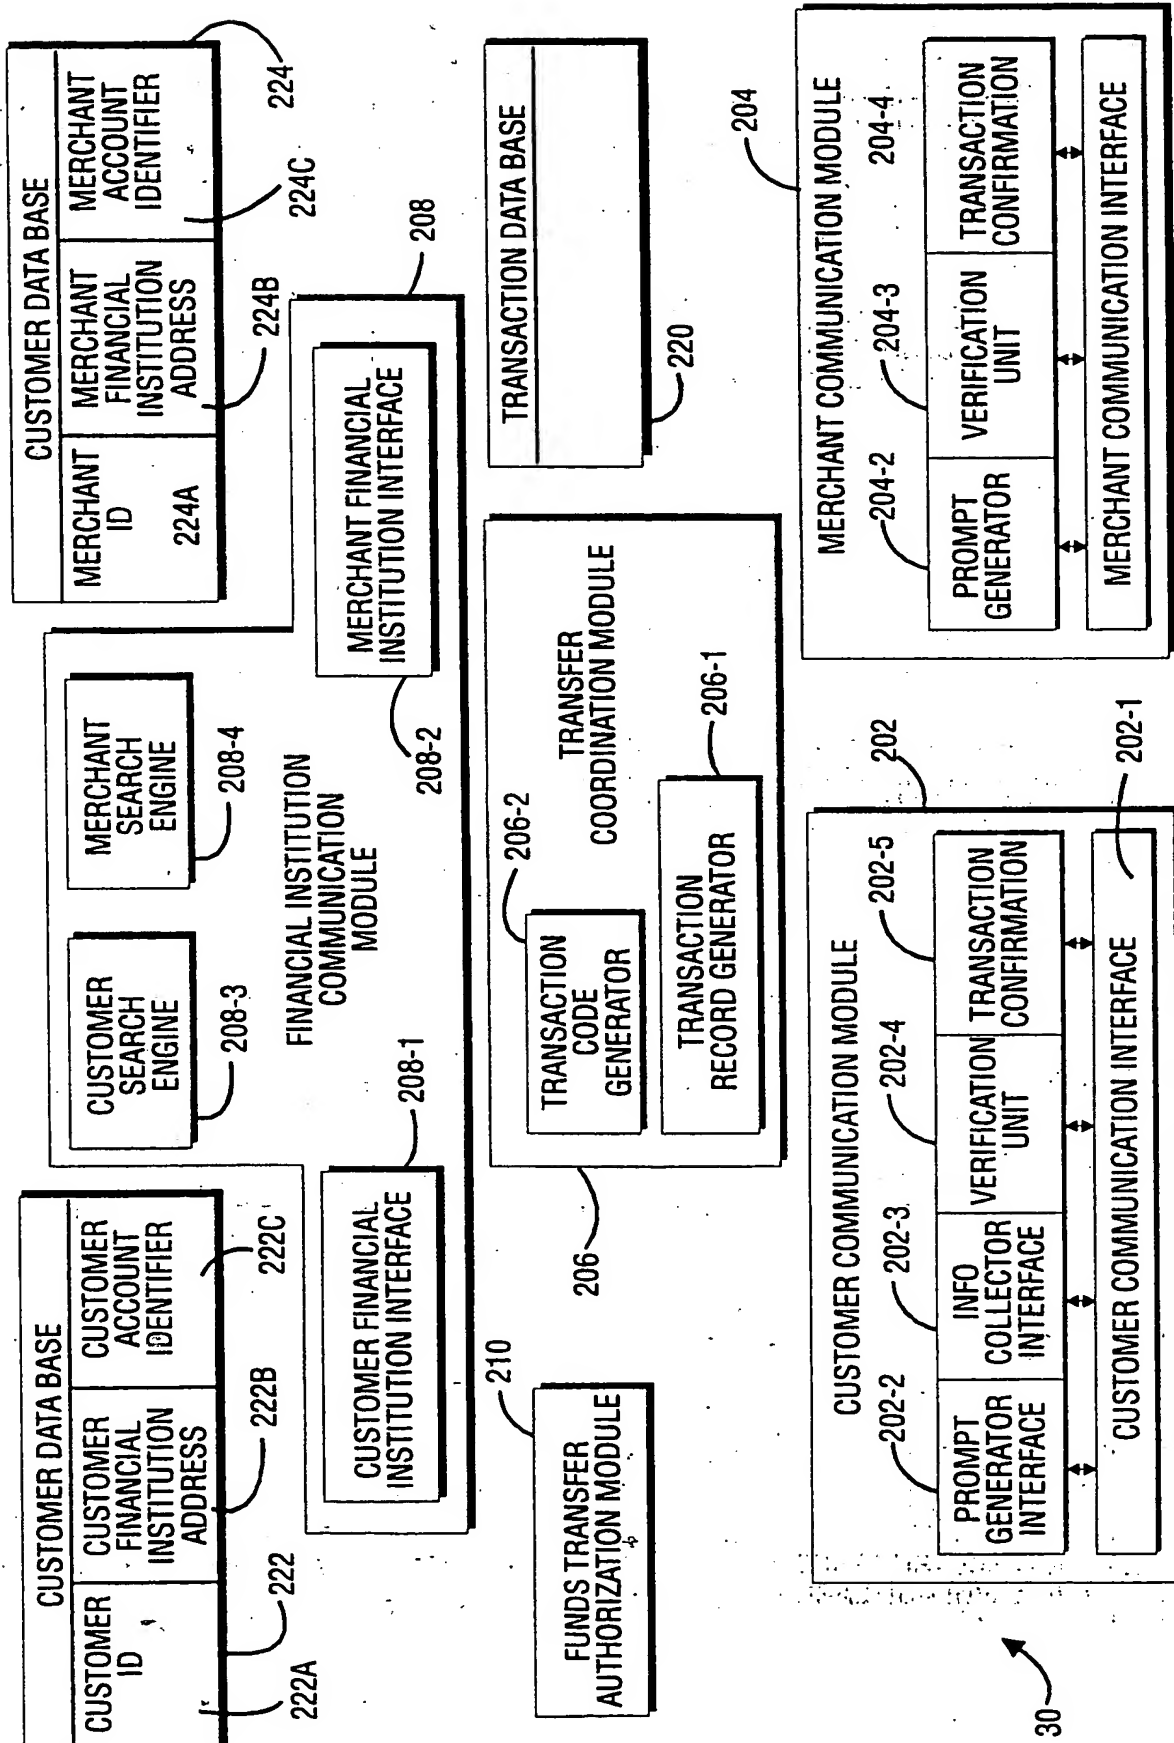 CUSTOMER DATA BASE
CUSTOMER
ID
CUSTOMER
FINANCIAL
INSTITUTION
ADDRESS
CUSTOMER
ACCOUNT
IDENTIFIER
222A
222
222B
222C
CUSTOMER
SEARCH
ENGINE
208-3
MERCHANT
SEARCH
ENGINE
208-4
CUSTOMER DATA BASE
MERCHANT
ID
224A
MERCHANT
FINANCIAL
INSTITUTION
ADDRESS
MERCHANT
ACCOUNT
IDENTIFIER
224B
224C
224
FINANCIAL INSTITUTION
COMMUNICATION
MODULE
208
CUSTOMER FINANCIAL
INSTITUTION INTERFACE
208-1
MERCHANT FINANCIAL
INSTITUTION INTERFACE
208-2
FUNDS TRANSFER
AUTHORIZATION MODULE
210
TRANSACTION
CODE
GENERATOR
206-2
TRANSFER
COORDINATION MODULE
TRANSACTION
RECORD GENERATOR
206-1
206
TRANSACTION DATA BASE
220
CUSTOMER COMMUNICATION MODULE
202
202-2
202-3
202-4
202-5
PROMPT
GENERATOR
INTERFACE
INFO
COLLECTOR
INTERFACE
VERIFICATION
UNIT
TRANSACTION
CONFIRMATION
CUSTOMER COMMUNICATION INTERFACE
202-1
MERCHANT COMMUNICATION MODULE
204
204-2
204-3
204-4
PROMPT
GENERATOR
VERIFICATION
UNIT
TRANSACTION
CONFIRMATION
MERCHANT COMMUNICATION INTERFACE
30